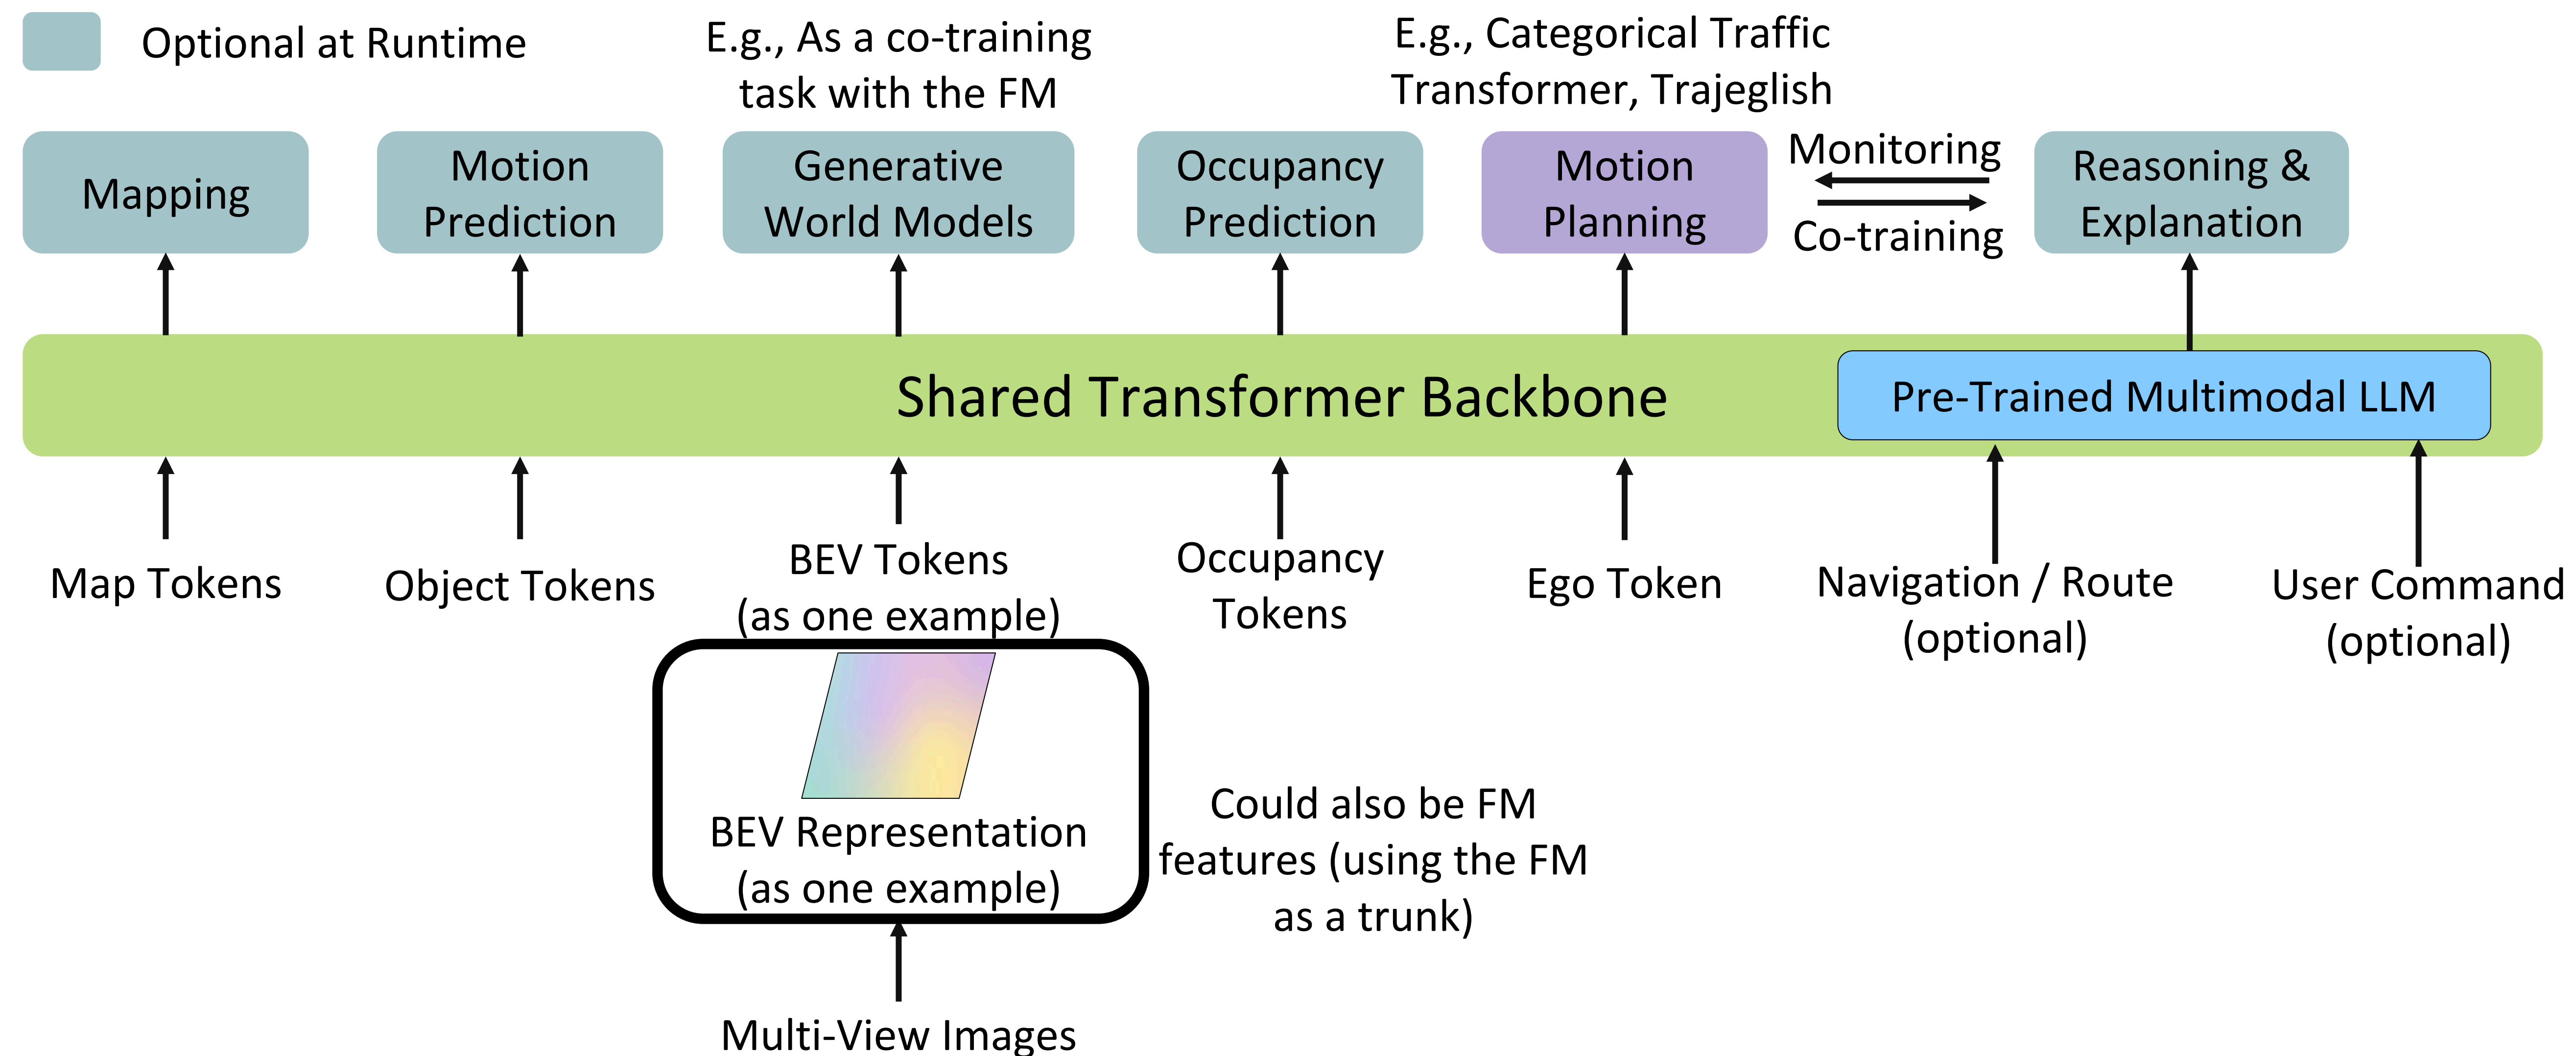 Optional at Runtime
E.g., As a co-training
task with the FM
E.g., Categorical Traffic
Transformer, Trajeglish
Mapping
Motion
Prediction
Generative
World Models
Occupancy
Prediction
Motion
Planning
Monitoring
Co-training
Reasoning &
Explanation
Shared Transformer Backbone
Pre-Trained Multimodal LLM
Map Tokens
Object Tokens
BEV Tokens
(as one example)
Occupancy
Tokens
Ego Token
Navigation / Route
(optional)
User Command
(optional)
BEV Representation
(as one example)
Could also be FM
features (using the FM
as a trunk)
Multi-View Images